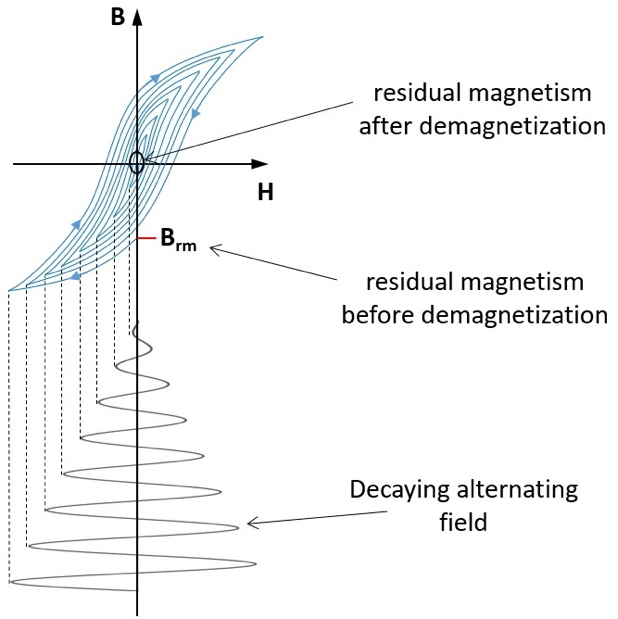 B
residual magnetism
after demagnetization
H
Brm
residual magnetism
before demagnetization
Decaying alternating
field